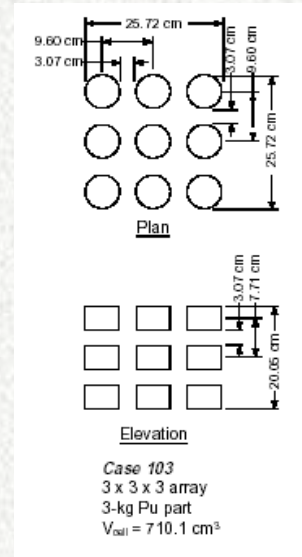 25.72 cm
9.60 cm
3.07 cm
3.07 cm
9.60 cm
25.72 cm
Plan
3.07 cm
7.71 cm
20.05 cm
Elevation
Case 103
3 x 3 x 3 array
3-kg Pu part
Vcell = 710.1 cm³